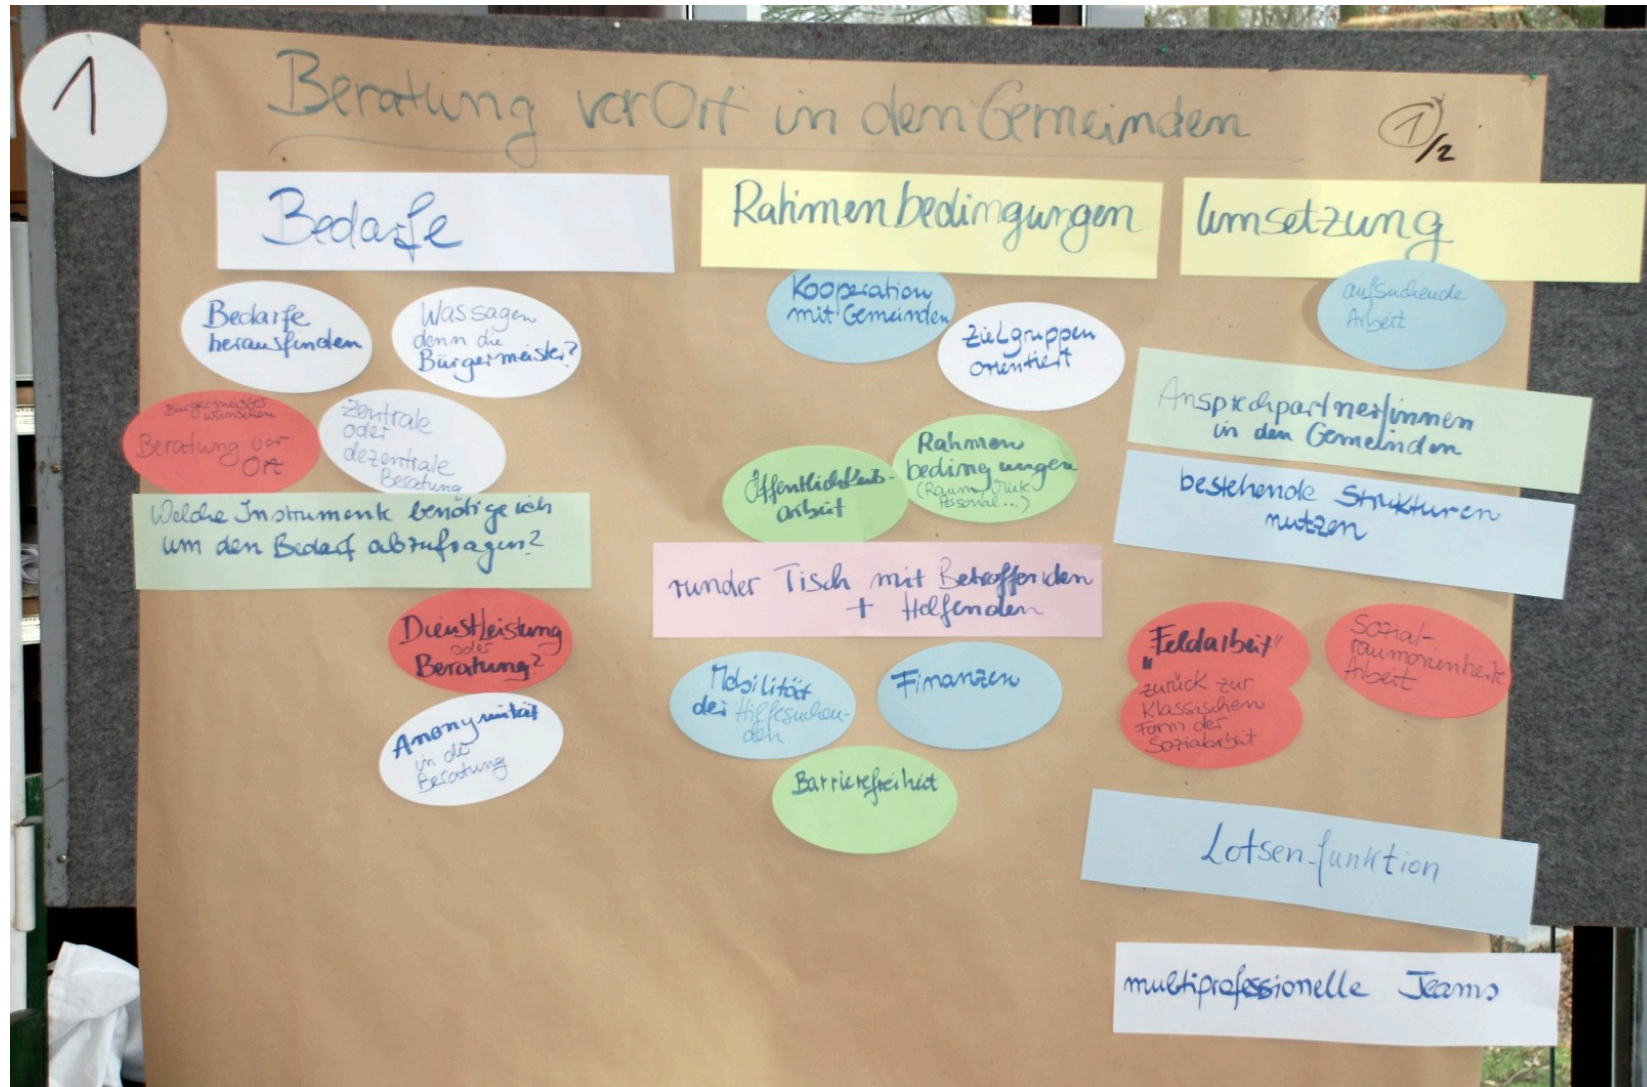 1
Beratung vor Ort in den Gemeinden
1/2
Bedarfe
Bedarfe
herausfinden
Was sagen
denn die
Bürgermeister?
Bürgermeister
wünschen
Beratung vor
Ort
zentrale
oder
dezentrale
Beratung
Welche Instrumente benötige ich
um den Bedarf abzufragen?
Dienstleistung
oder
Beratung?
Anonymität
in der
Beratung
Rahmenbedingungen
Kooperation
mit Gemeinden
Zielgruppen
orientiert
Öffentlichkeits-
arbeit
Rahmen
bedingungen
(Raum,
Personal...)
runder Tisch mit Betroffenden
+ Helfenden
Mobilität
der Hilfesuchen-
den
Finanzen
Barrierefreiheit
Umsetzung
aufsuchende
Arbeit
Ansprechpartner/innen
in den Gemeinden
bestehende Strukturen
nutzen
"Feldarbeit"
zurück zur
klassischen
Form der
Sozialarbeit
Sozial-
raumorientierte
Arbeit
Lotsenfunktion
multiprofessionelle Teams